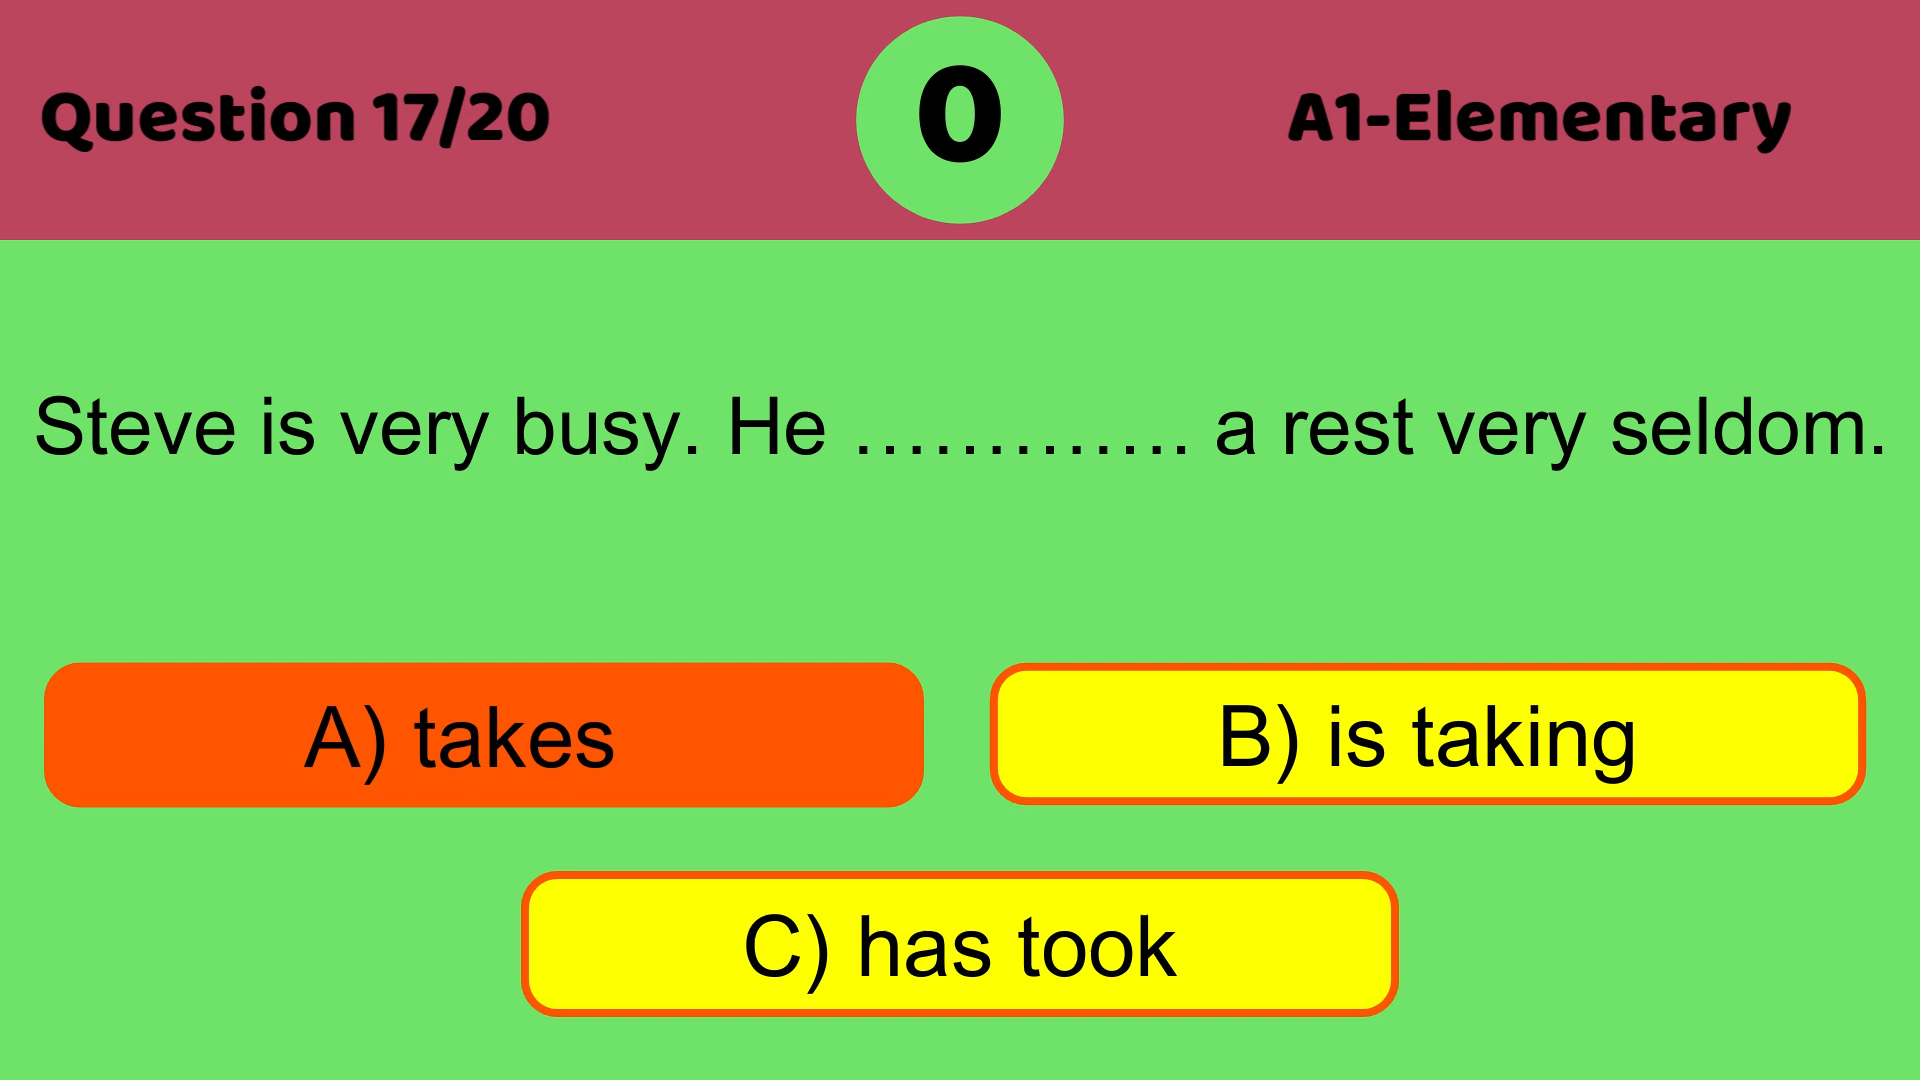 Question 17/20
0
A1-Elementary
Steve is very busy. He …………. a rest very seldom.
A) takes
B) is taking
C) has took